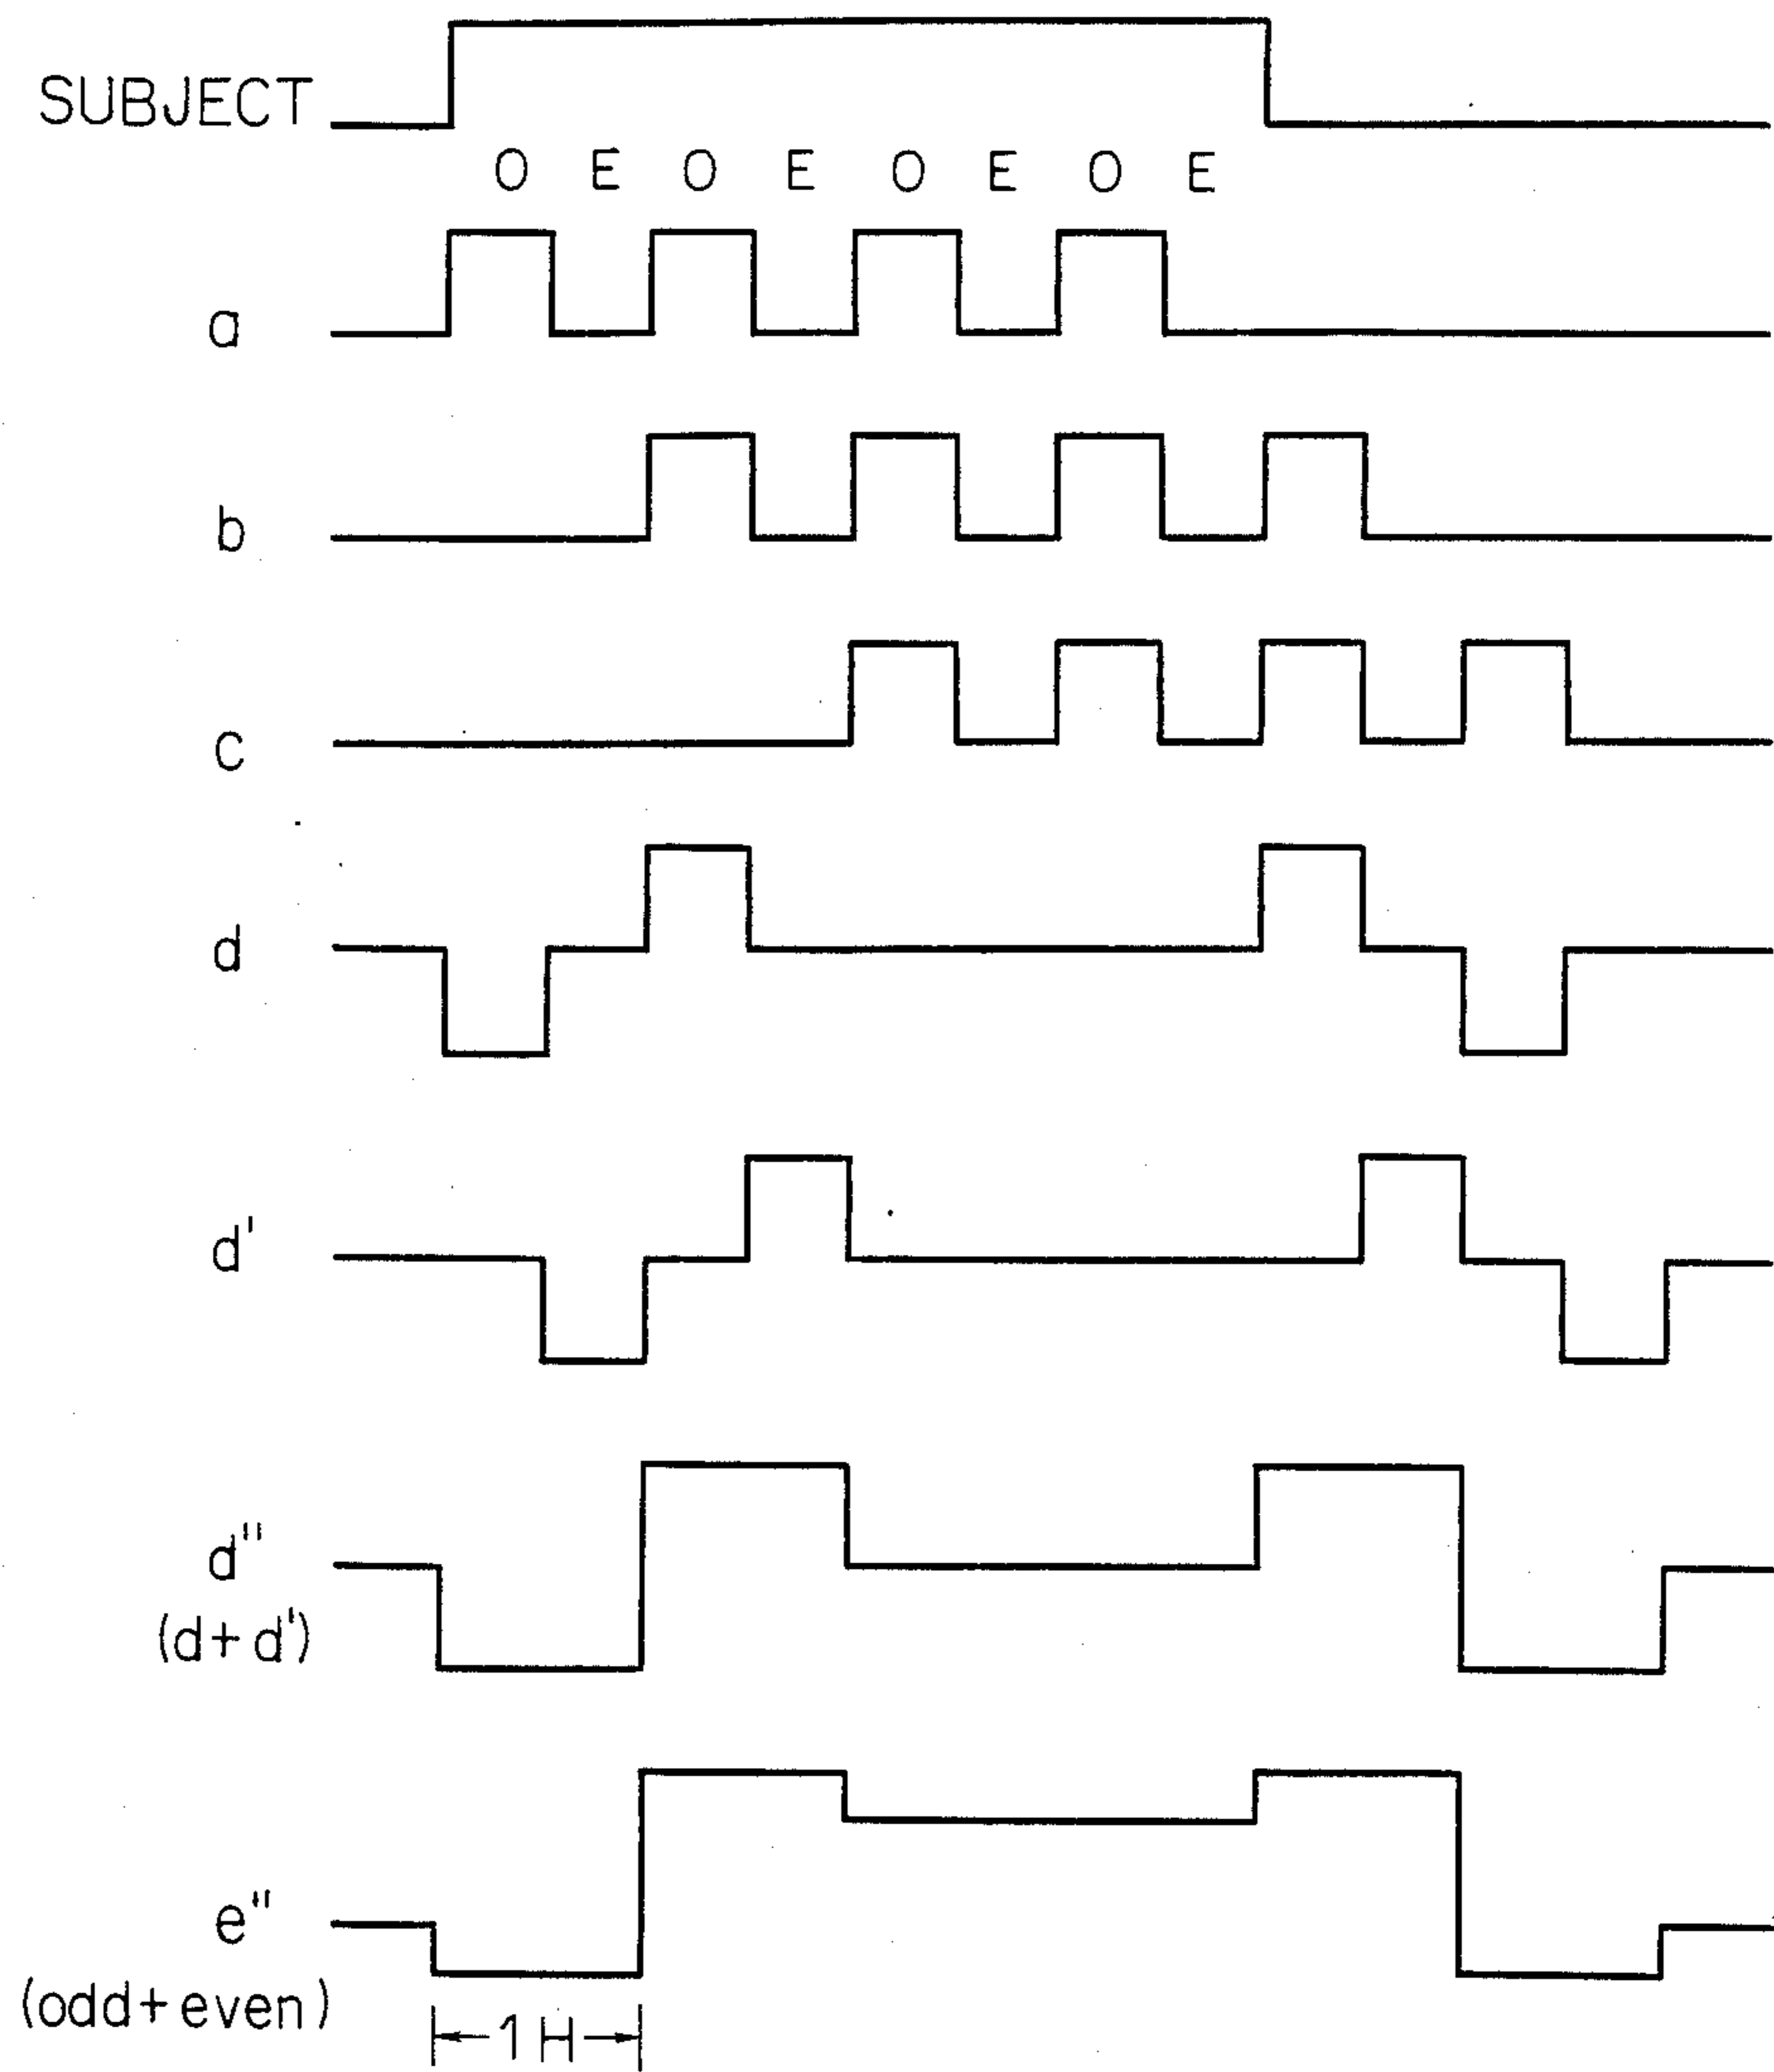 SUBJECT
O E O E O E O E
a
b
c
d
d'
d"
(d+d')
e"
(odd+even)
1H